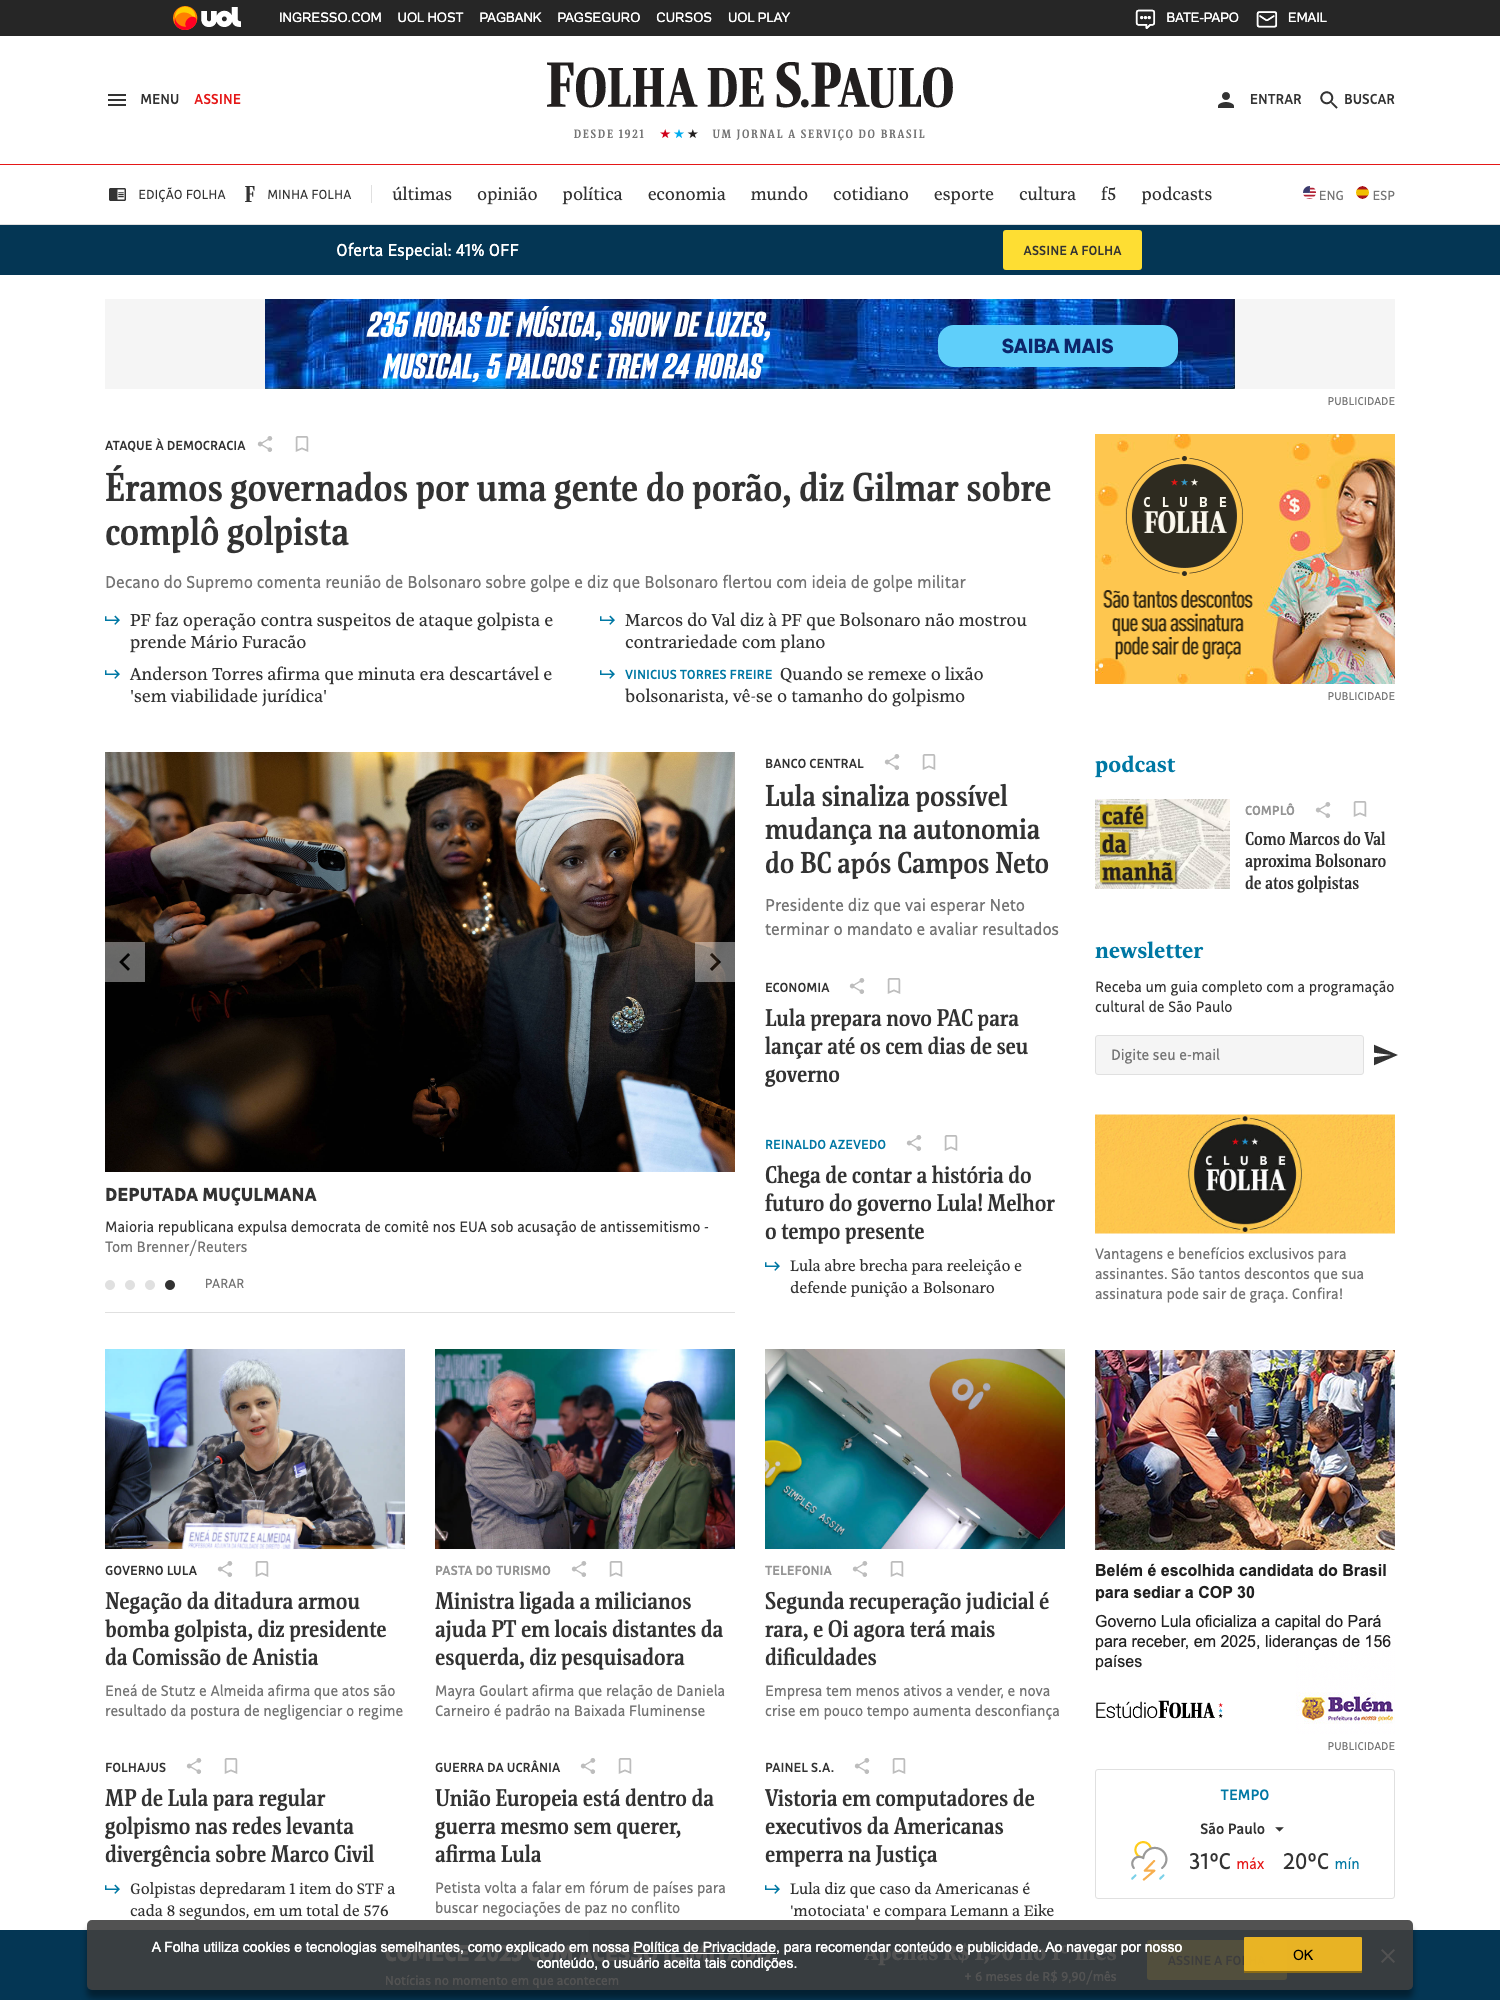 uol
INGRESSO.COM UOL HOST PAGBANK PAGSEGURO CURSOS UOL PLAY
BATE-PAPO EMAIL
MENU ASSINE
FOLHA DE S.PAULO
DESDE 1921 ★★★ UM JORNAL A SERVIÇO DO BRASIL
ENTRAR BUSCAR
EDIÇÃO FOLHA F MINHA FOLHA
últimas opinião política economia mundo cotidiano esporte cultura f5 podcasts
ENG ESP
Oferta Especial: 41% OFF
ASSINE A FOLHA
235 HORAS DE MÚSICA, SHOW DE LUZES,
MUSICAL, 5 PALCOS E TREM 24 HORAS
SAIBA MAIS
PUBLICIDADE
ATAQUE À DEMOCRACIA
Éramos governados por uma gente do porão, diz Gilmar sobre
complô golpista
Decano do Supremo comenta reunião de Bolsonaro sobre golpe e diz que Bolsonaro flertou com ideia de golpe militar
PF faz operação contra suspeitos de ataque golpista e
prende Mário Furacão
Anderson Torres afirma que minuta era descartável e
'sem viabilidade jurídica'
Marcos do Val diz à PF que Bolsonaro não mostrou
contrariedade com plano
VINICIUS TORRES FREIRE Quando se remexe o lixão
bolsonarista, vê-se o tamanho do golpismo
CLUBE
FOLHA
São tantos descontos
que sua assinatura
pode sair de graça
PUBLICIDADE
DEPUTADA MUÇULMANA
Maioria republicana expulsa democrata de comitê nos EUA sob acusação de antissemitismo -
Tom Brenner/Reuters
PARAR
BANCO CENTRAL
Lula sinaliza possível
mudança na autonomia
do BC após Campos Neto
Presidente diz que vai esperar Neto
terminar o mandato e avaliar resultados
ECONOMIA
Lula prepara novo PAC para
lançar até os cem dias de seu
governo
REINALDO AZEVEDO
Chega de contar a história do
futuro do governo Lula! Melhor
o tempo presente
Lula abre brecha para reeleição e
defende punição a Bolsonaro
podcast
café
da
manhã
COMPLÔ
Como Marcos do Val
aproxima Bolsonaro
de atos golpistas
newsletter
Receba um guia completo com a programação
cultural de São Paulo
Digite seu e-mail
CLUBE
FOLHA
Vantagens e benefícios exclusivos para
assinantes. São tantos descontos que sua
assinatura pode sair de graça. Confira!
ENEA DE STUTZ E ALMEIDA
GOVERNO LULA
Negação da ditadura armou
bomba golpista, diz presidente
da Comissão de Anistia
Eneá de Stutz e Almeida afirma que atos são
resultado da postura de negligenciar o regime
PASTA DO TURISMO
Ministra ligada a milicianos
ajuda PT em locais distantes da
esquerda, diz pesquisadora
Mayra Goulart afirma que relação de Daniela
Carneiro é padrão na Baixada Fluminense
oi
SIMPLES ASSIM
TELEFONIA
Segunda recuperação judicial é
rara, e Oi agora terá mais
dificuldades
Empresa tem menos ativos a vender, e nova
crise em pouco tempo aumenta desconfiança
Belém é escolhida candidata do Brasil
para sediar a COP 30
Governo Lula oficializa a capital do Pará
para receber, em 2025, lideranças de 156
países
EstúdioFOLHA
Belém
PUBLICIDADE
FOLHAJUS
MP de Lula para regular
golpismo nas redes levanta
divergência sobre Marco Civil
Golpistas depredaram 1 item do STF a
cada 8 segundos, em um total de 576
GUERRA DA UCRÂNIA
União Europeia está dentro da
guerra mesmo sem querer,
afirma Lula
Petista volta a falar em fórum de países para
buscar negociações de paz no conflito
PAINEL S.A.
Vistoria em computadores de
executivos da Americanas
emperra na Justiça
Lula diz que caso da Americanas é
'motociata' e compara Lemann a Eike
TEMPO
São Paulo
31ºC máx 20ºC mín
A Folha utiliza cookies e tecnologias semelhantes, como explicado em nossa Política de Privacidade, para recomendar conteúdo e publicidade. Ao navegar por nosso
conteúdo, o usuário aceita tais condições.
OK
Notícias no momento em que acontecem
+ 6 meses de R$ 9,90/mês
ASSINE A FO